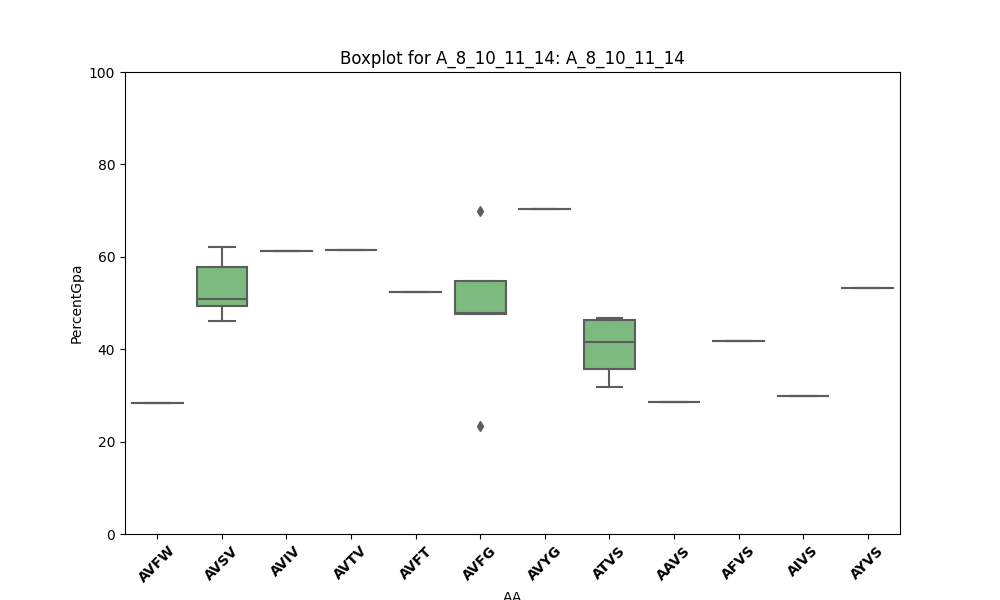 Boxplot for A_8_10_11_14: A_8_10_11_14
100
80
60
40
20
0
PercentGpa
AVFW AVSV AVIV AVTV AVFT AVFG AVYG ATVS AAVS AFVS AIVS AYVS
AA